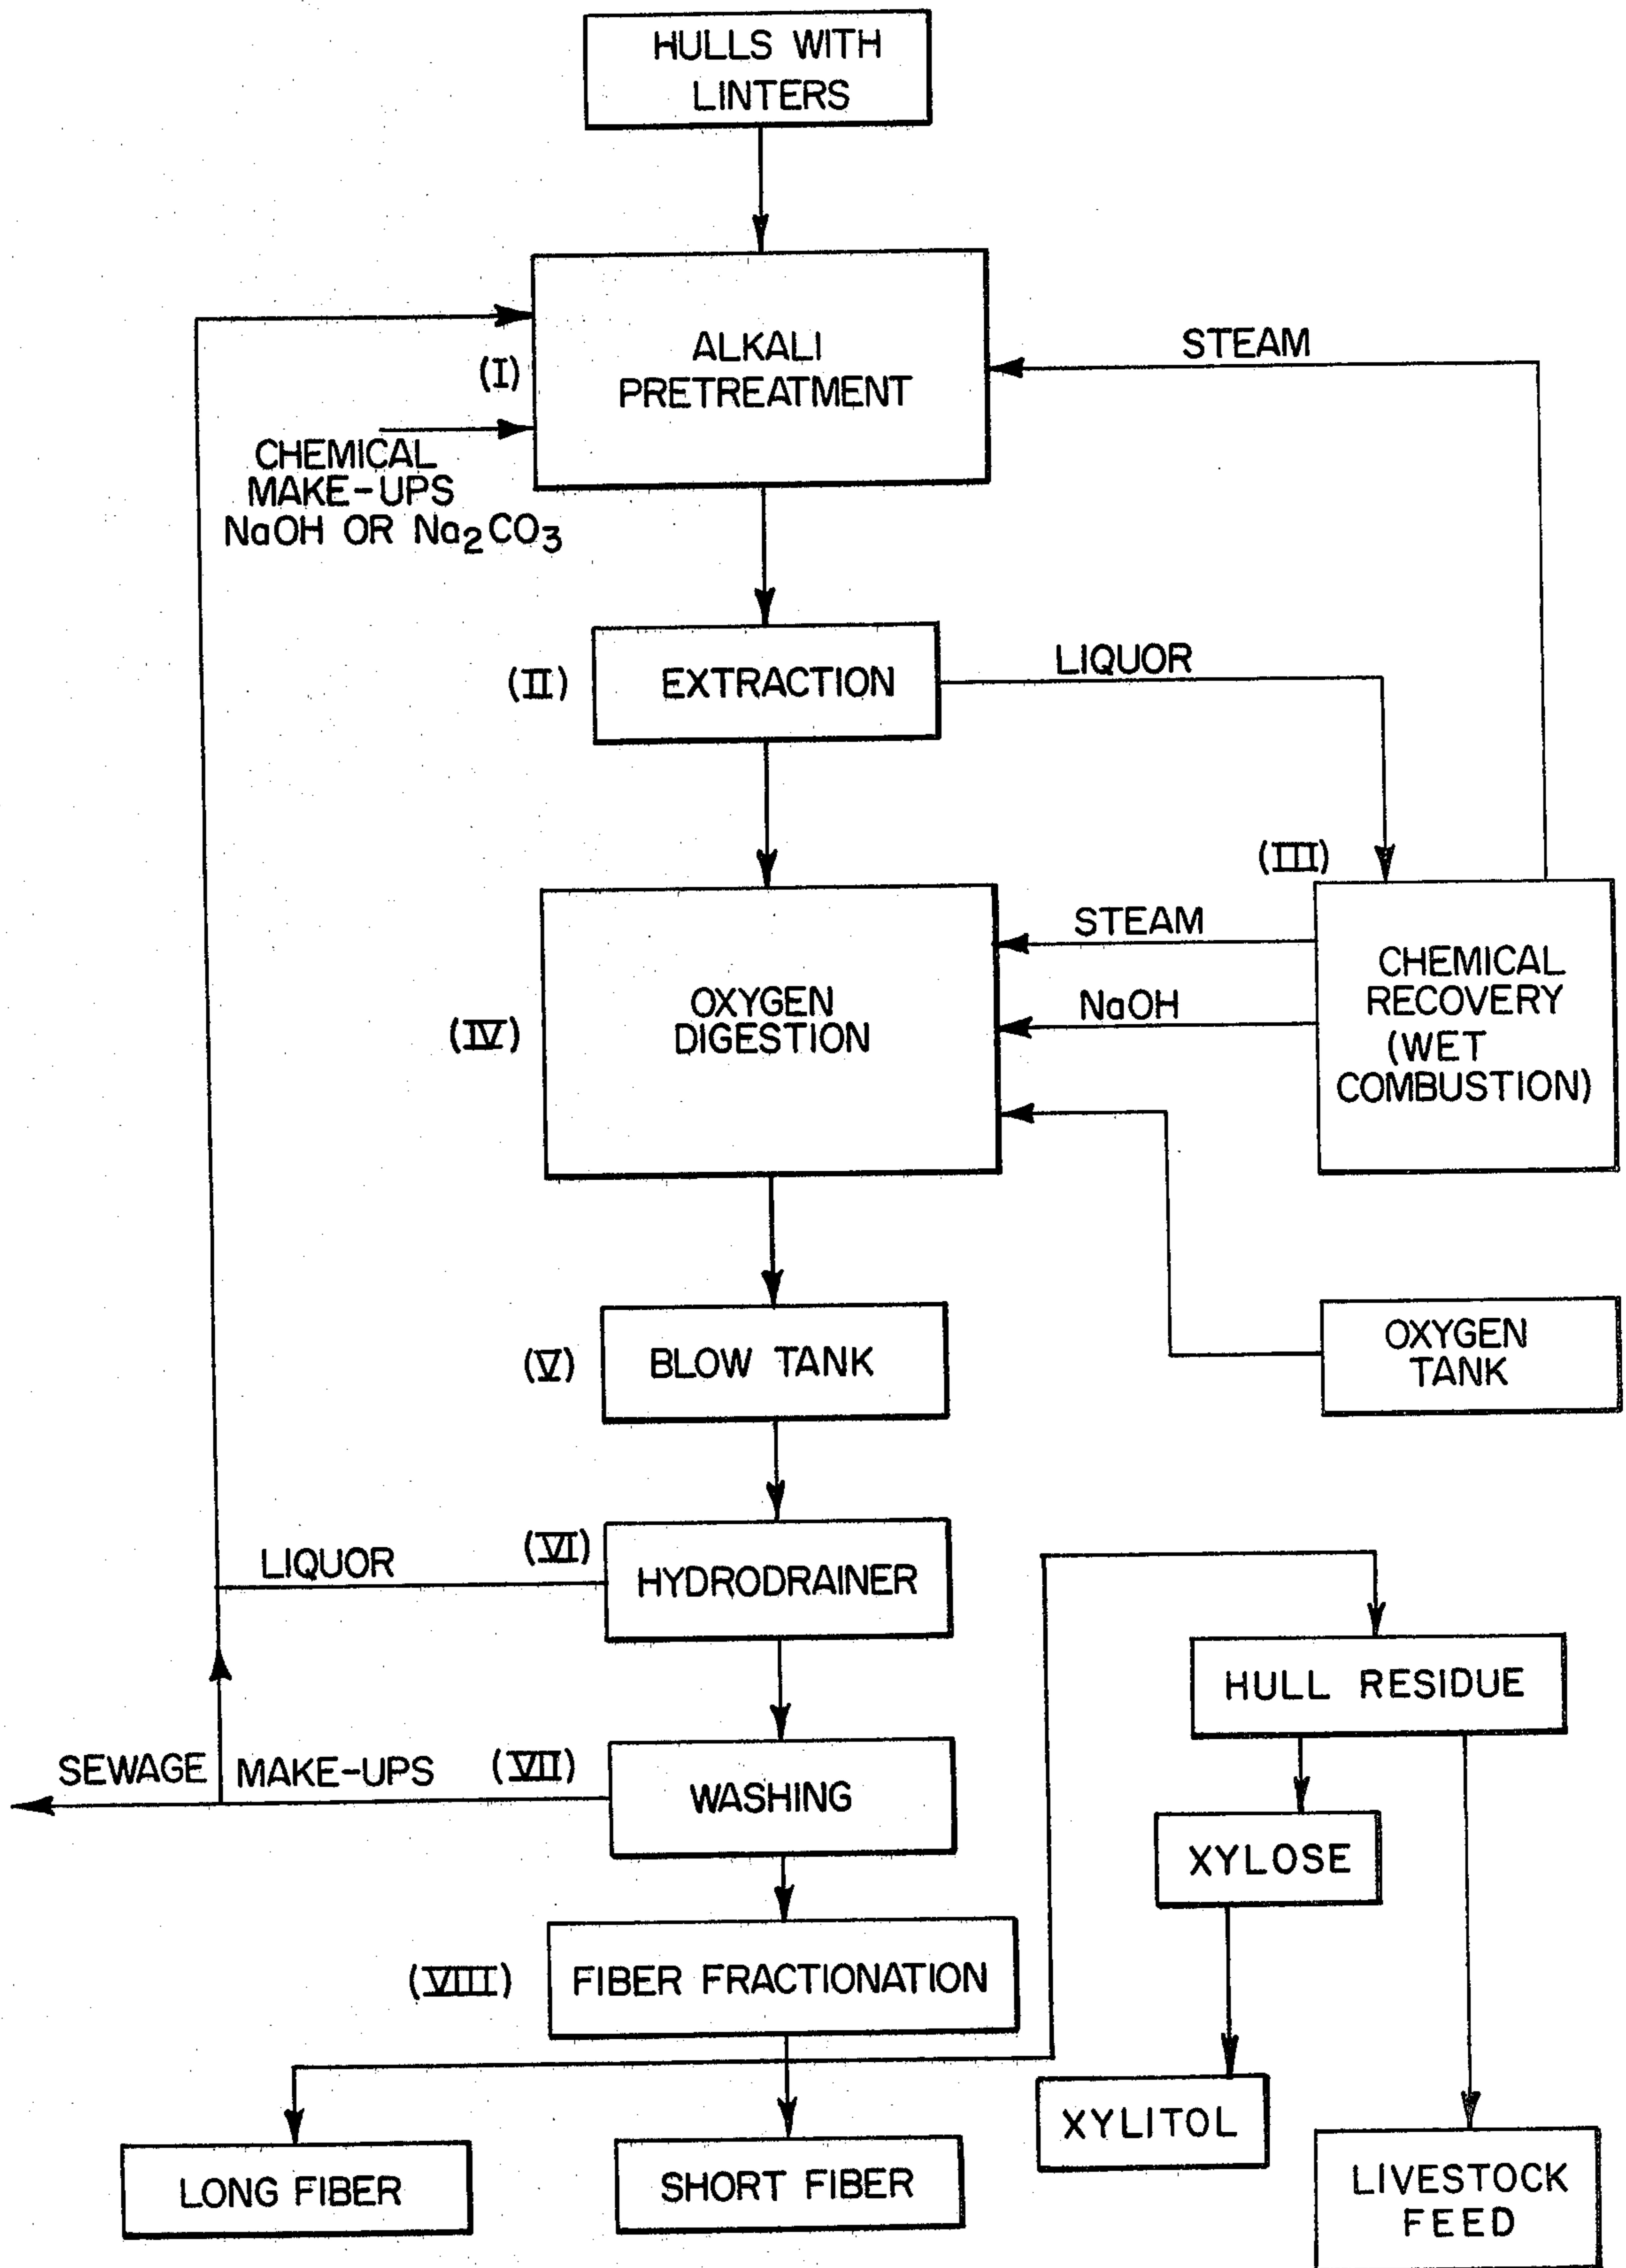 HULLS WITH
LINTERS
ALKALI
PRETREATMENT
(I)
STEAM
CHEMICAL
MAKE-UPS
NaOH OR Na2CO3
(II)
EXTRACTION
LIQUOR
(III)
STEAM
NaOH
CHEMICAL
RECOVERY
(WET
COMBUSTION)
(IV)
OXYGEN
DIGESTION
OXYGEN
TANK
(V)
BLOW TANK
LIQUOR
(VI)
HYDRODRAINER
HULL RESIDUE
SEWAGE
MAKE-UPS
(VII)
WASHING
XYLOSE
(VIII)
FIBER FRACTIONATION
XYLITOL
LONG FIBER
SHORT FIBER
LIVESTOCK
FEED